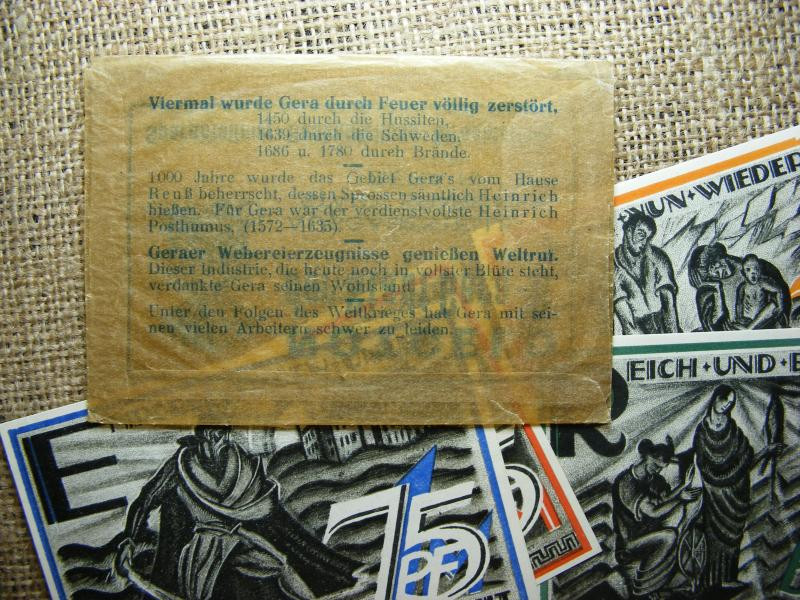 Viermal wurde Gera durch Feuer völlig zerstört,
1450 durch die Hussiten,
1639 durch die Schweden,
1686 u. 1780 durch Brände.
1000 Jahre wurde das Gebiet Gera's vom Hause
Reuß beherrscht, dessen Sprossen sämtlich Heinrich
hießen. Für Gera war der verdienstvollste Heinrich
Posthumus, (1572—1635).
Geraer Webereierzeugnisse genießen Weltruf.
Dieser Industrie, die heute noch in vollster Blüte steht,
verdankte Gera seinen Wohlstand.
Unter den Folgen des Weltkrieges hat Gera mit sei-
nen vielen Arbeitern schwer zu leiden.
NUN • WIEDER
R EICH • UND • E
E
75
5